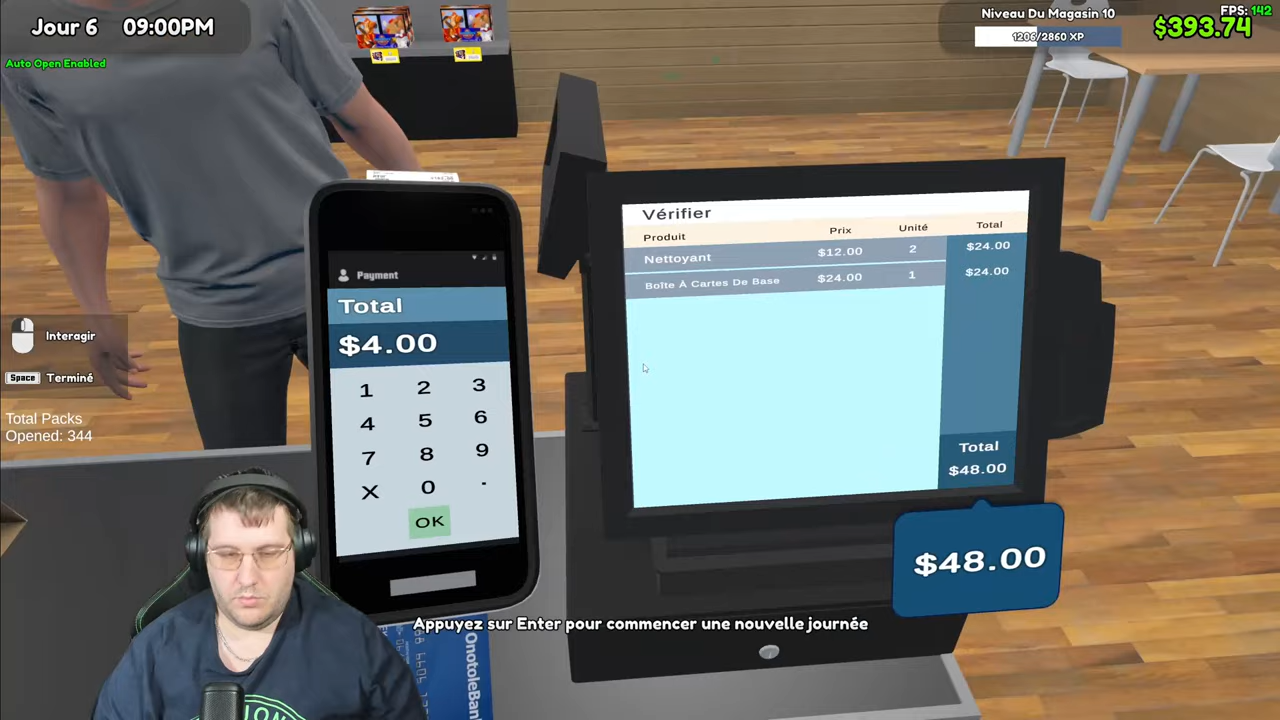 Jour 6 09:00PM
Auto Open Enabled
Niveau Du Magasin 10
1206/2860 XP
FPS: 142
$393.74
Interagir
Space Terminé
Total Packs
Opened: 344
Payment
Total
$4.00
1 2 3
4 5 6
7 8 9
X 0 .
OK
Vérifier
Produit Prix Unité Total
Nettoyant $12.00 2 $24.00
Boîte À Cartes De Base $24.00 1 $24.00
Total
$48.00
$48.00
Appuyez sur Enter pour commencer une nouvelle journée
OnotoleBank